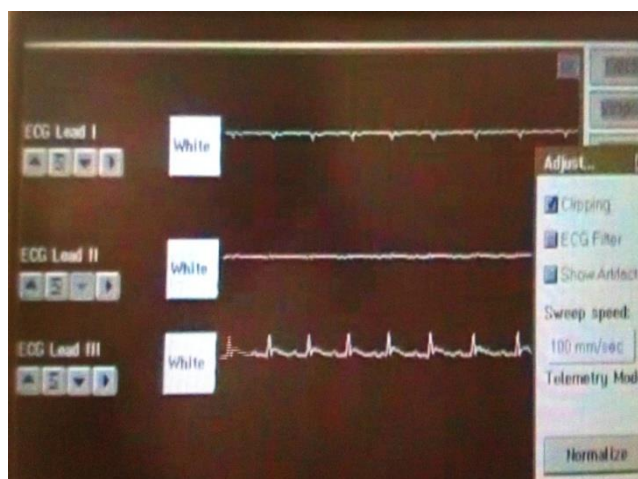 ECG Lead I
White
ECG Lead II
White
ECG Lead III
White
Adjust...
Clipping
ECG Filter
Show Artifact
Sweep speed:
100 mm/sec
Telemetry Mod
Normalize